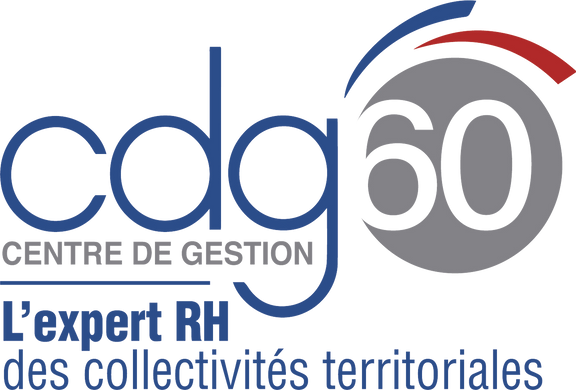 cdg60
CENTRE DE GESTION
L'expert RH
des collectivités territoriales